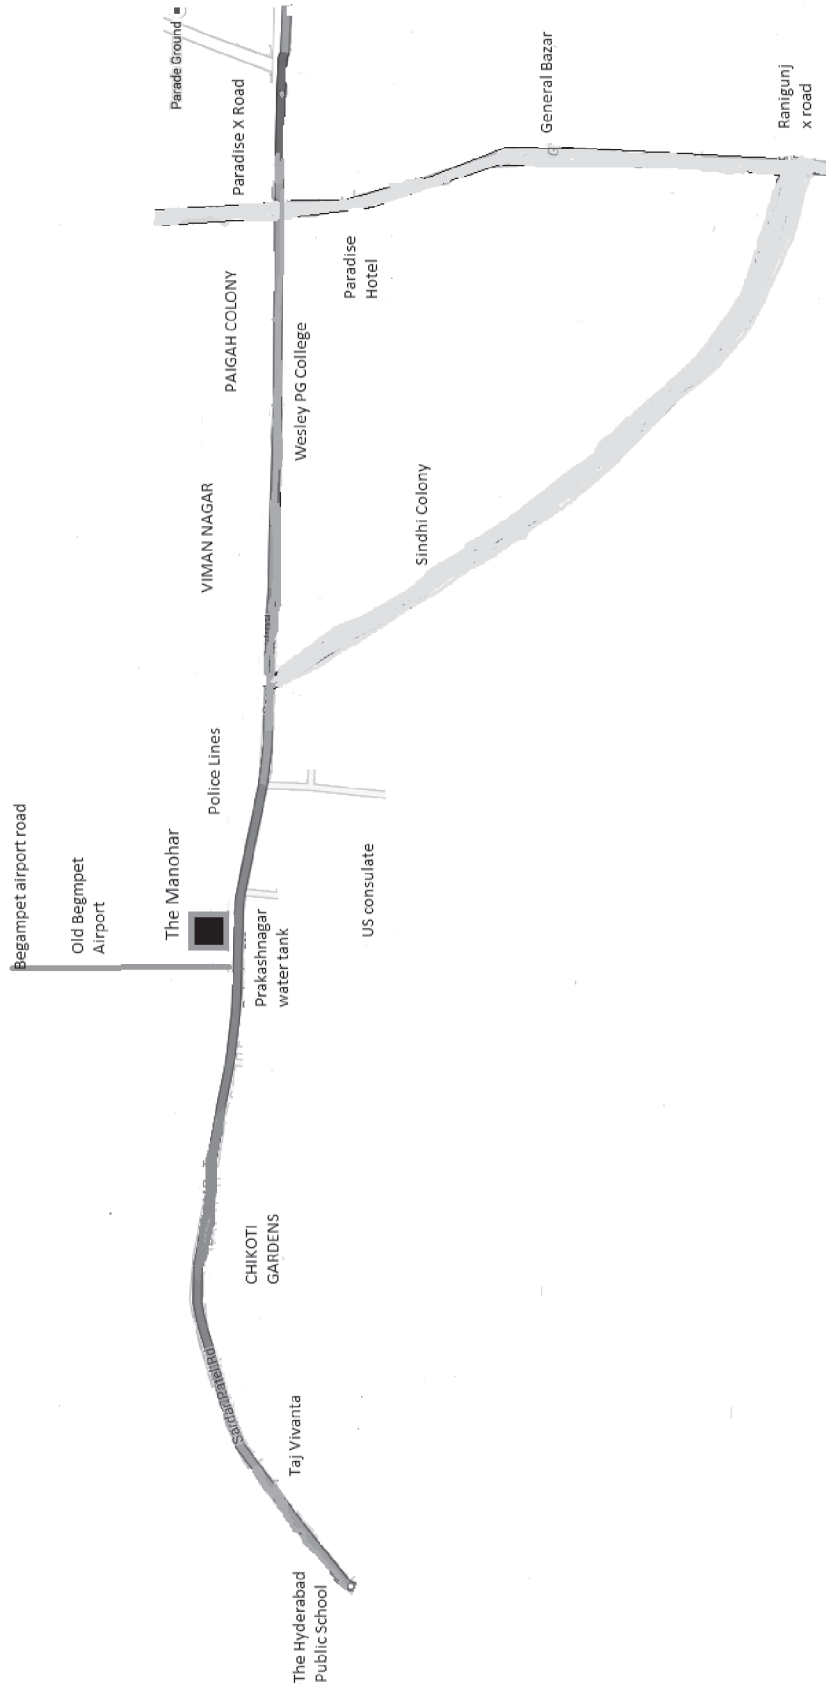 The Hyderabad
Public School
Taj Vivanta
Sardar Patel Rd
CHIKOTI
GARDENS
Begampet airport road
Old Begmpet
Airport
The Manohar
Prakashnagar
water tank
US consulate
Police Lines
VIMAN NAGAR
Sindhi Colony
PAIGAH COLONY
Wesley PG College
Paradise
Hotel
Paradise X Road
Parade Ground
General Bazar
Ranigunj
x road